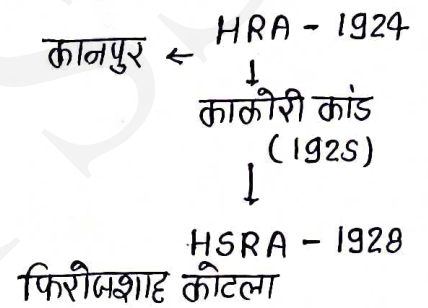 कानपुर ← HRA - 1924
↓
काकोरी कांड
(1925)
↓
HSRA - 1928
फिरोजशाह कोटला